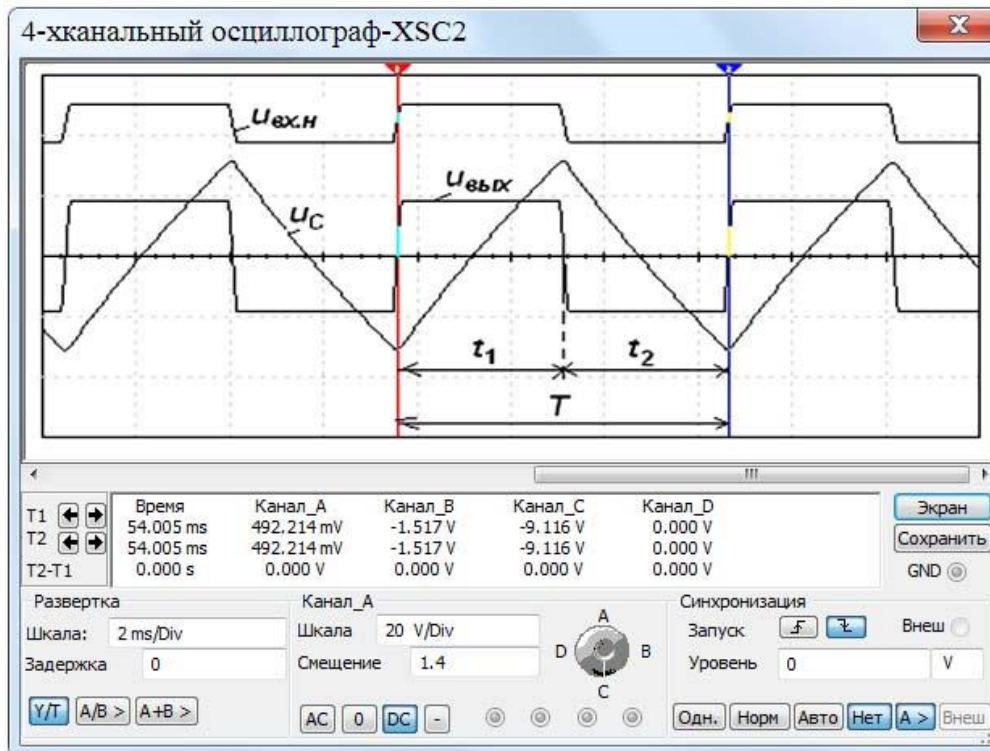 4-хканальный осциллограф-XSC2
X
uвх.н
uвых
uC
t1 t2
T
Время Канал_A Канал_B Канал_C Канал_D
T1 54.005 ms 492.214 mV -1.517 V -9.116 V 0.000 V
T2 54.005 ms 492.214 mV -1.517 V -9.116 V 0.000 V
T2-T1 0.000 s 0.000 V 0.000 V 0.000 V 0.000 V
Экран
Сохранить
GND
Развертка
Шкала: 2 ms/Div
Задержка 0
Y/T A/B > A+B >
Канал_A
Шкала 20 V/Div
Смещение 1.4
AC 0 DC -
A
D B
C
Синхронизация
Запуск Внеш
Уровень 0 V
Одн. Норм Авто Нет A > Внеш